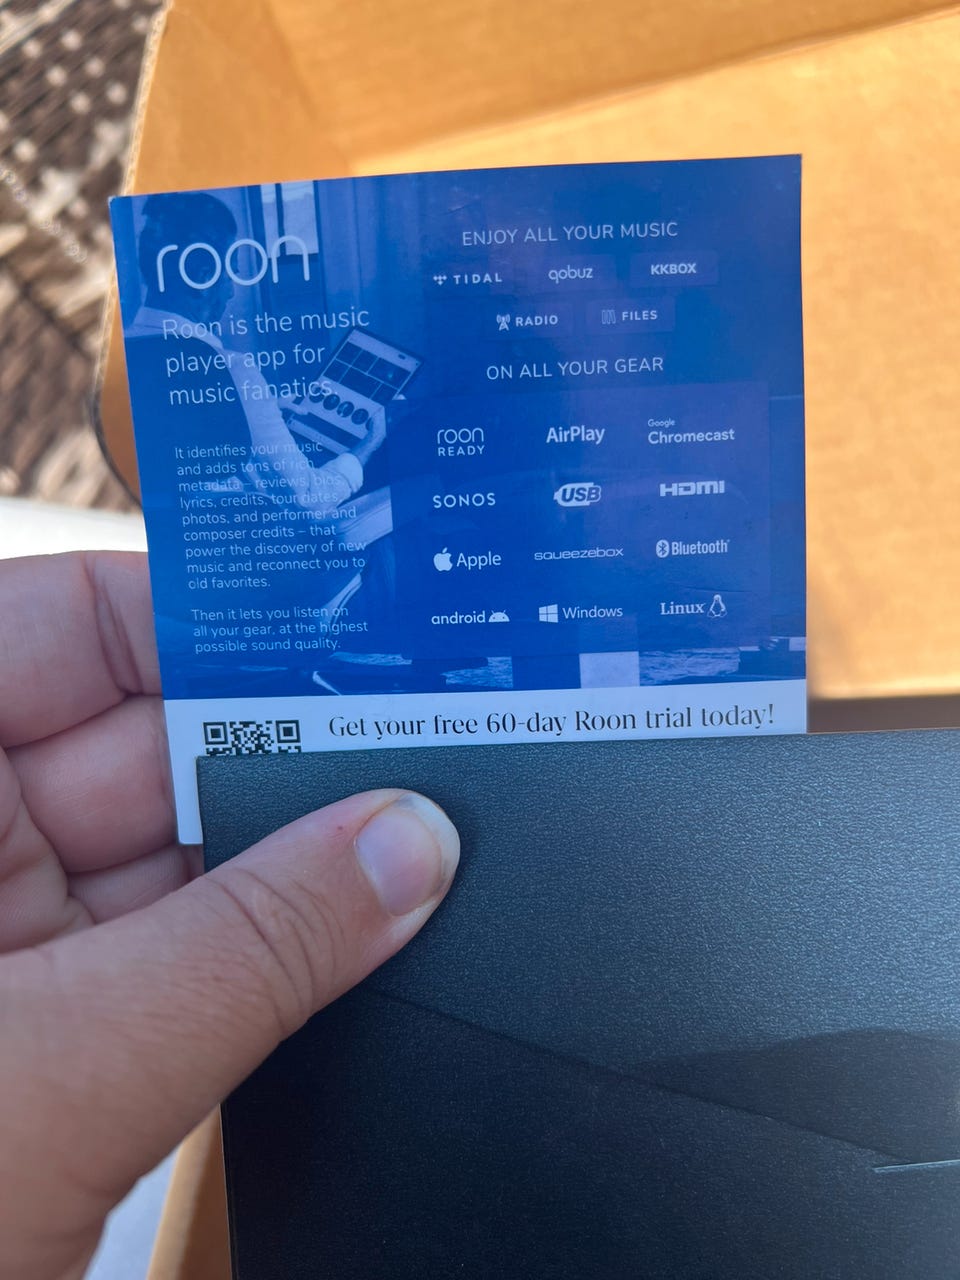 roon
Roon is the music
player app for
music fanatics.
It identifies your music
and adds tons of rich
metadata – reviews, bios,
lyrics, credits, tour dates,
photos, and performer and
composer credits – that
power the discovery of new
music and reconnect you to
old favorites.
Then it lets you listen on
all your gear, at the highest
possible sound quality.
ENJOY ALL YOUR MUSIC
TIDAL qobuz KKBOX
RADIO FILES
ON ALL YOUR GEAR
roon READY AirPlay Google Chromecast
SONOS USB HDMI
Apple squeezebox Bluetooth
android Windows Linux
Get your free 60-day Roon trial today!